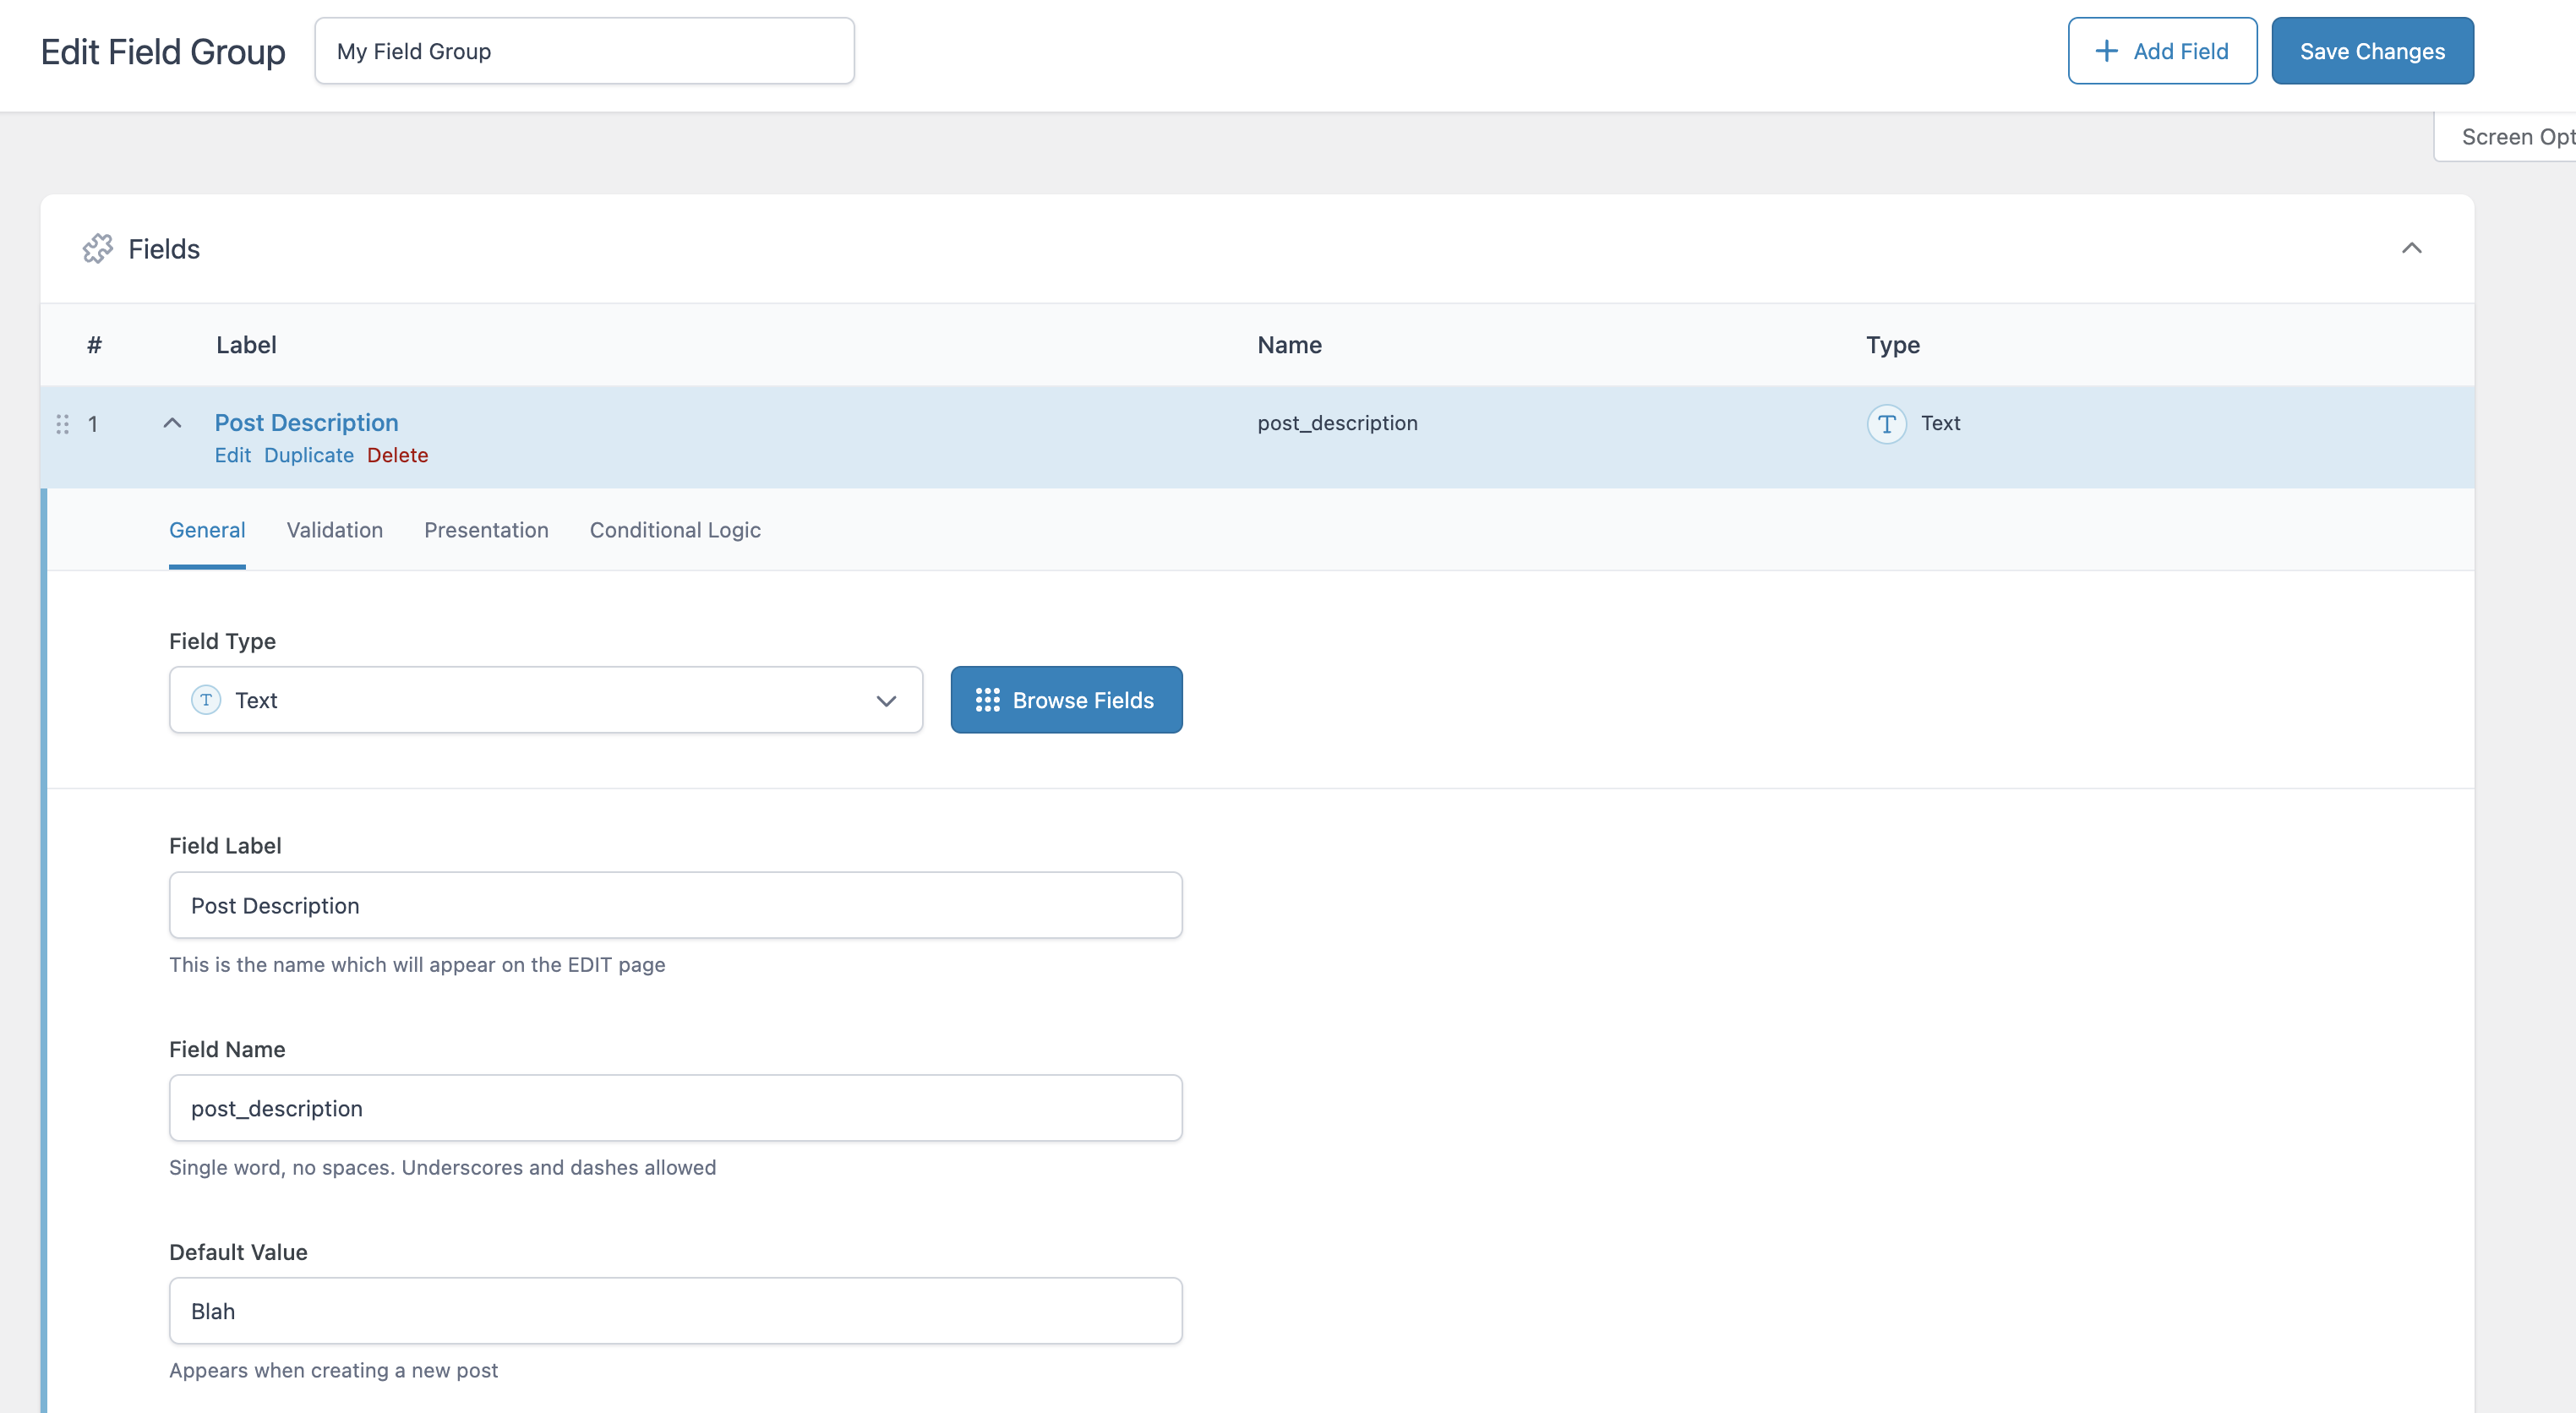 Edit Field Group
My Field Group
Add Field
Save Changes
Screen Opt
Fields
# Label Name Type
1 Post Description post_description T Text
Edit Duplicate Delete
General Validation Presentation Conditional Logic
Field Type
T Text
Browse Fields
Field Label
Post Description
This is the name which will appear on the EDIT page
Field Name
post_description
Single word, no spaces. Underscores and dashes allowed
Default Value
Blah
Appears when creating a new post